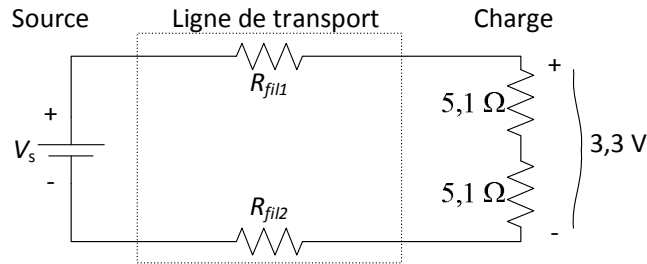 Source Ligne de transport Charge
R_fil1
+
5,1 Ω
+
V_s
3,3 V
-
5,1 Ω
R_fil2
-